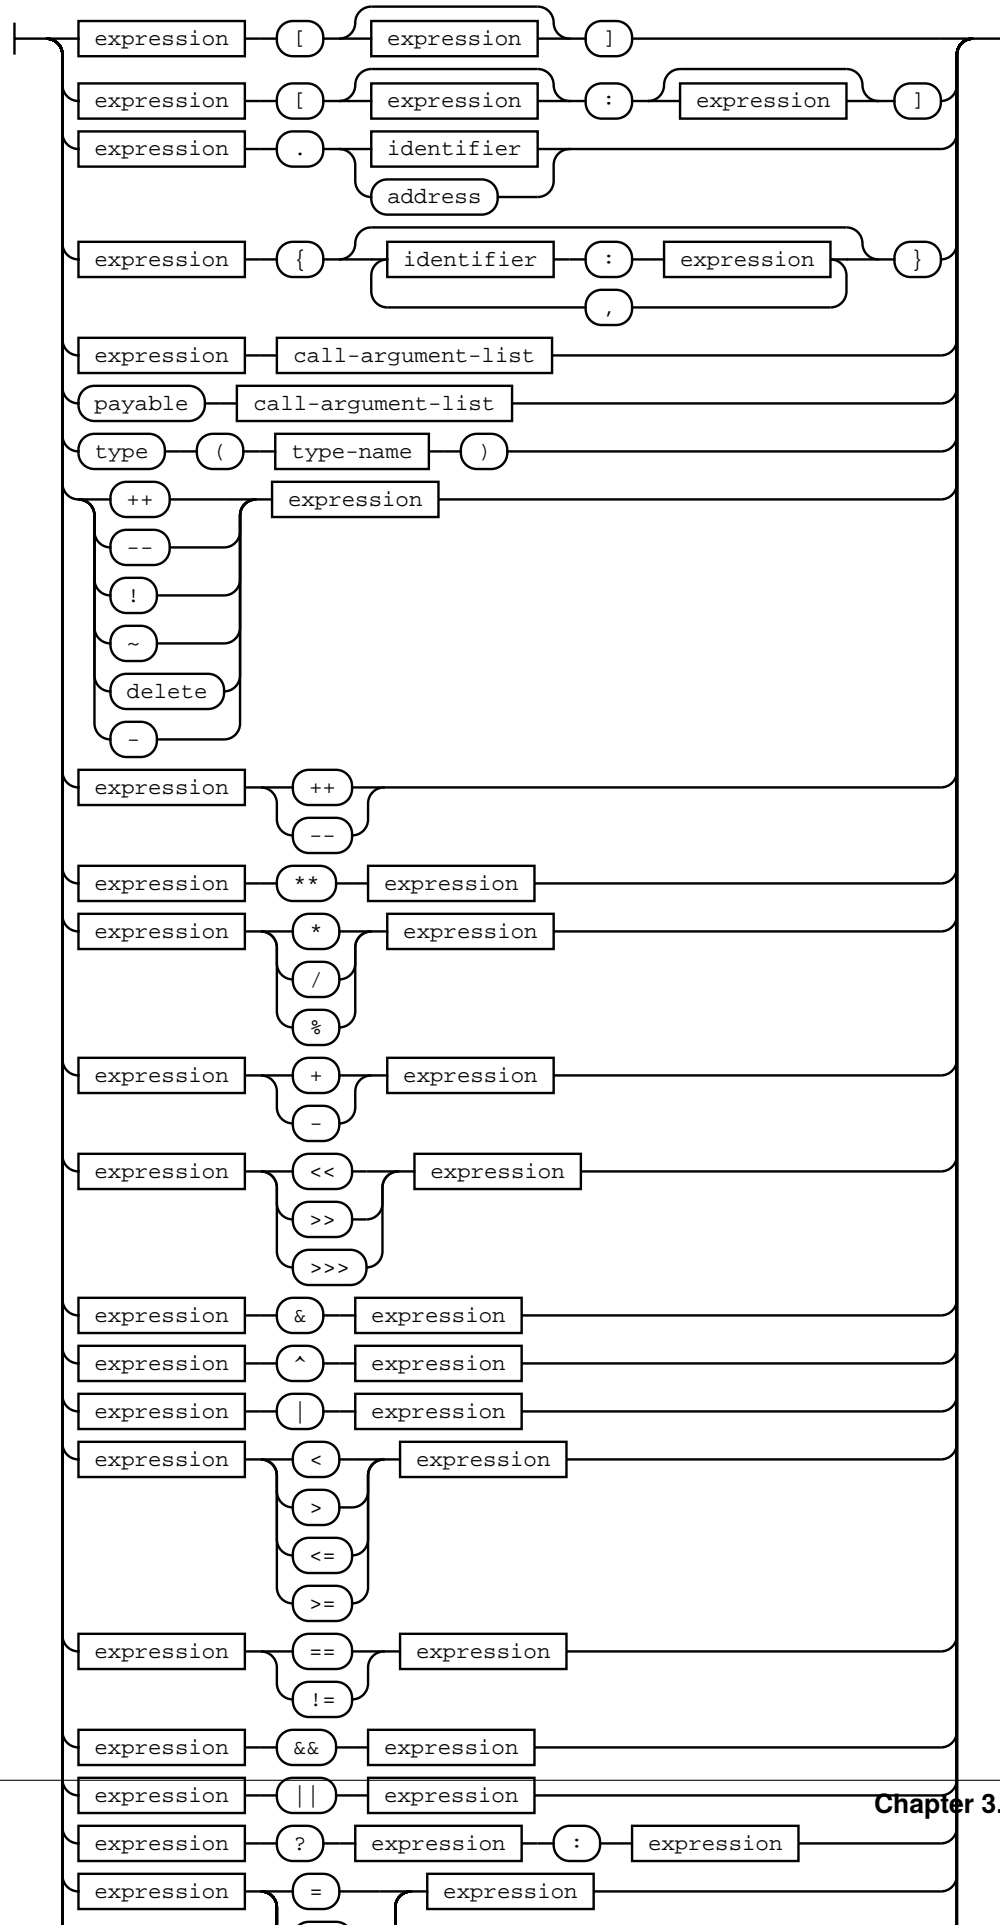 expression [ expression ]
expression [ expression : expression ]
expression . identifier
address
expression { identifier : expression }
,
expression call-argument-list
payable call-argument-list
type ( type-name )
++ expression
--
!
~
delete
-
expression ++
--
expression ** expression
expression * expression
/
%
expression + expression
-
expression << expression
>>
>>>
expression & expression
expression ^ expression
expression | expression
expression < expression
>
<=
>=
expression == expression
!=
expression && expression
expression || expression
Chapter 3.
expression ? expression : expression
expression = expression